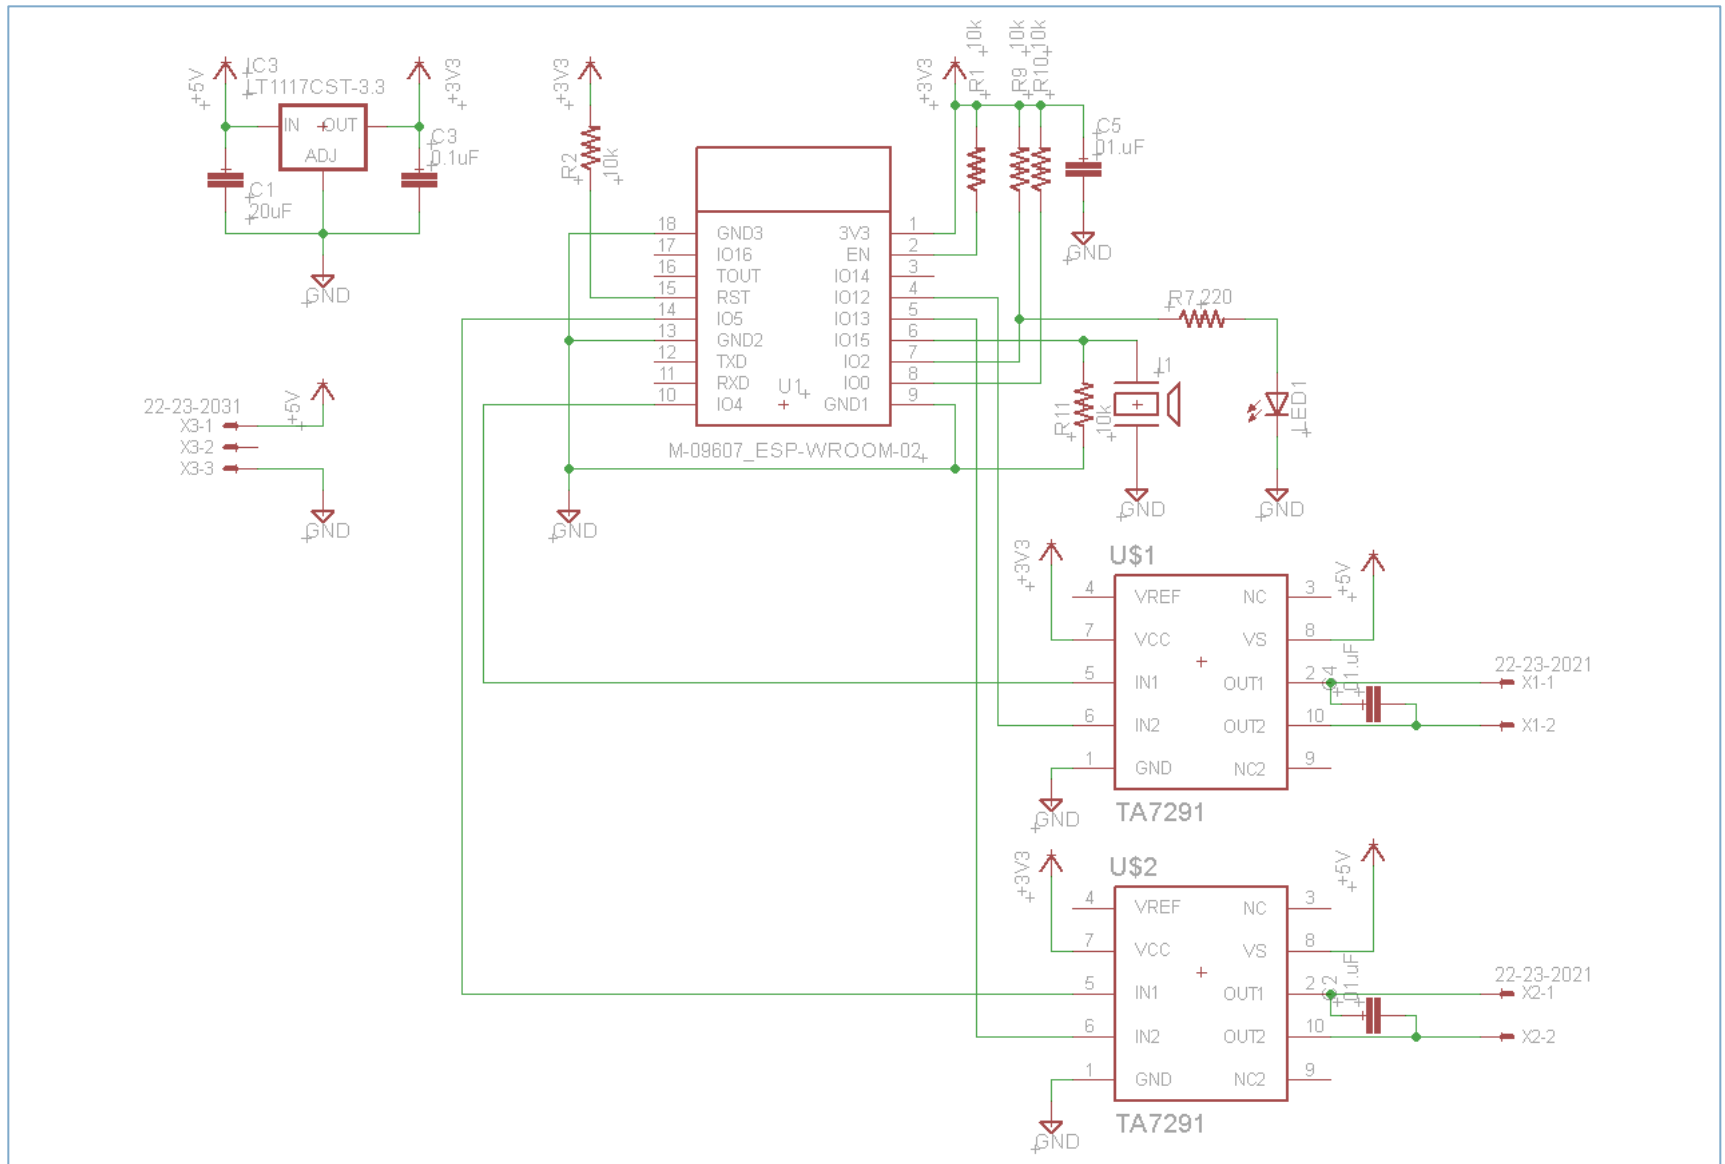 +5V
IC3
LT1117CST-3.3
+3V3
IN
OUT
ADJ
C1
20uF
C3
0.1uF
GND
22-23-2031
X3-1
X3-2
X3-3
+5V
GND
+3V3
R2
10k
+3V3
R1
10k
R9
10k
R10
10k
C5
01.uF
GND
18
GND3
17
IO16
16
TOUT
15
RST
14
IO5
13
GND2
12
TXD
11
RXD
10
IO4
3V3
1
EN
2
IO14
3
IO12
4
IO13
5
IO15
6
IO2
7
IO0
8
GND1
9
U1
M-09607_ESP-WROOM-02
GND
R7
220
R11
10k
J1
LED1
GND
GND
+3V3
U$1
+5V
4
VREF
NC
3
7
VCC
VS
8
5
IN1
OUT1
2
6
IN2
OUT2
10
1
GND
NC2
9
C4
01.uF
22-23-2021
X1-1
X1-2
GND
TA7291
+3V3
U$2
+5V
4
VREF
NC
3
7
VCC
VS
8
5
IN1
OUT1
2
6
IN2
OUT2
10
1
GND
NC2
9
C2
01.uF
22-23-2021
X2-1
X2-2
GND
TA7291